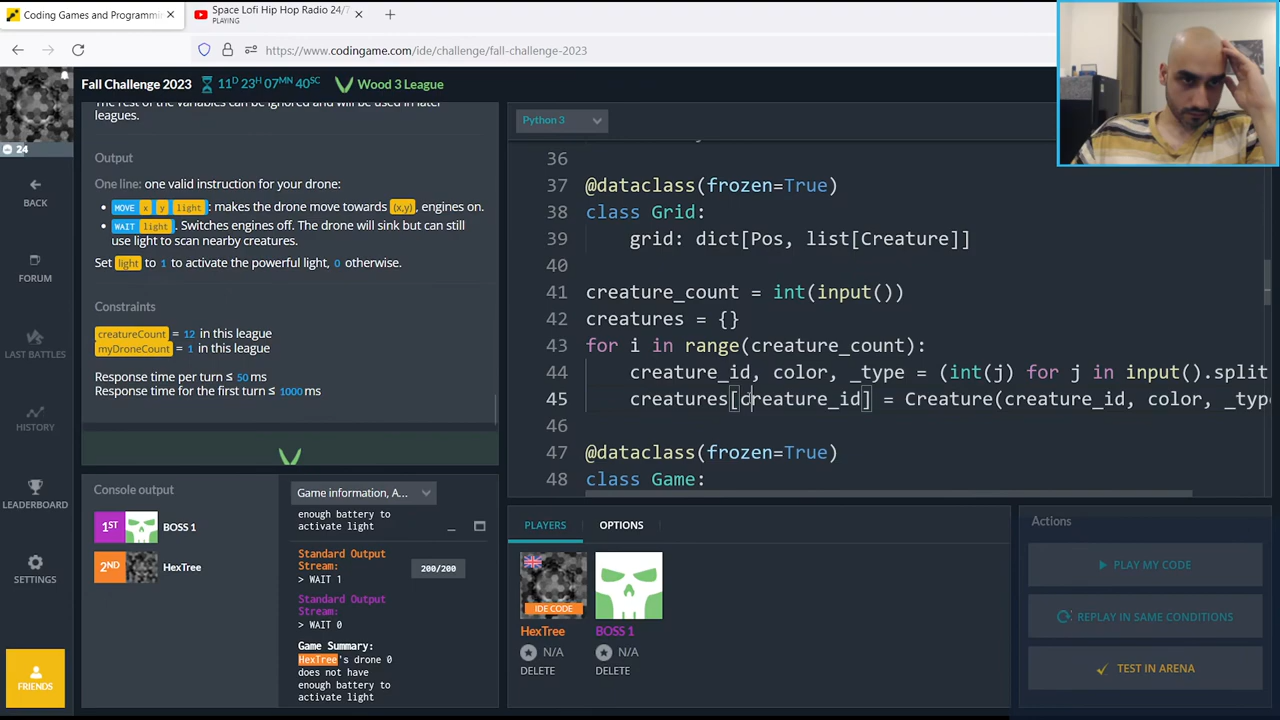 Coding Games and Programmi
Space Lofi Hip Hop Radio 24/7
PLAYING
https://www.codingame.com/ide/challenge/fall-challenge-2023
Fall Challenge 2023
11D 23H 07MN 40SC
Wood 3 League
24
BACK
FORUM
LAST BATTLES
HISTORY
LEADERBOARD
SETTINGS
FRIENDS
The rest of the variables can be ignored and will be used in later
leagues.
Output
One line: one valid instruction for your drone:
MOVE x y light : makes the drone move towards (x,y), engines on.
WAIT light. Switches engines off. The drone will sink but can still
use light to scan nearby creatures.
Set light to 1 to activate the powerful light, 0 otherwise.
Constraints
creatureCount = 12 in this league
myDroneCount = 1 in this league
Response time per turn ≤ 50 ms
Response time for the first turn ≤ 1000 ms
Console output
1ST BOSS 1
2ND HexTree
Game information, A...
enough battery to
activate light
Standard Output
Stream:
> WAIT 1
200/200
Standard Output
Stream:
> WAIT 0
Game Summary:
HexTree's drone 0
does not have
enough battery to
activate light
Python 3
36
37 @dataclass(frozen=True)
38 class Grid:
39 grid: dict[Pos, list[Creature]]
40
41 creature_count = int(input())
42 creatures = {}
43 for i in range(creature_count):
44 creature_id, color, _type = (int(j) for j in input().split
45 creatures[creature_id] = Creature(creature_id, color, _type
46
47 @dataclass(frozen=True)
48 class Game:
PLAYERS
OPTIONS
IDE CODE
HexTree
N/A
DELETE
BOSS 1
N/A
DELETE
Actions
PLAY MY CODE
REPLAY IN SAME CONDITIONS
TEST IN ARENA